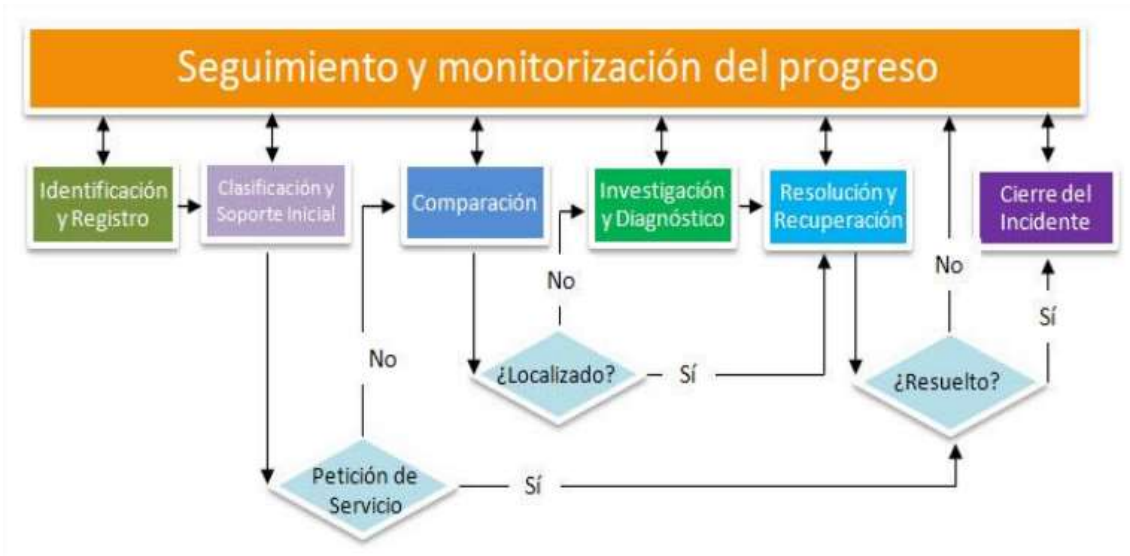 Seguimiento y monitorización del progreso
Identificación
y Registro
Clasificación y
Soporte Inicial
Comparación
Investigación
y Diagnóstico
Resolución y
Recuperación
Cierre del
Incidente
No
No
No
Sí
¿Localizado?
Sí
¿Resuelto?
Petición de
Servicio
Sí